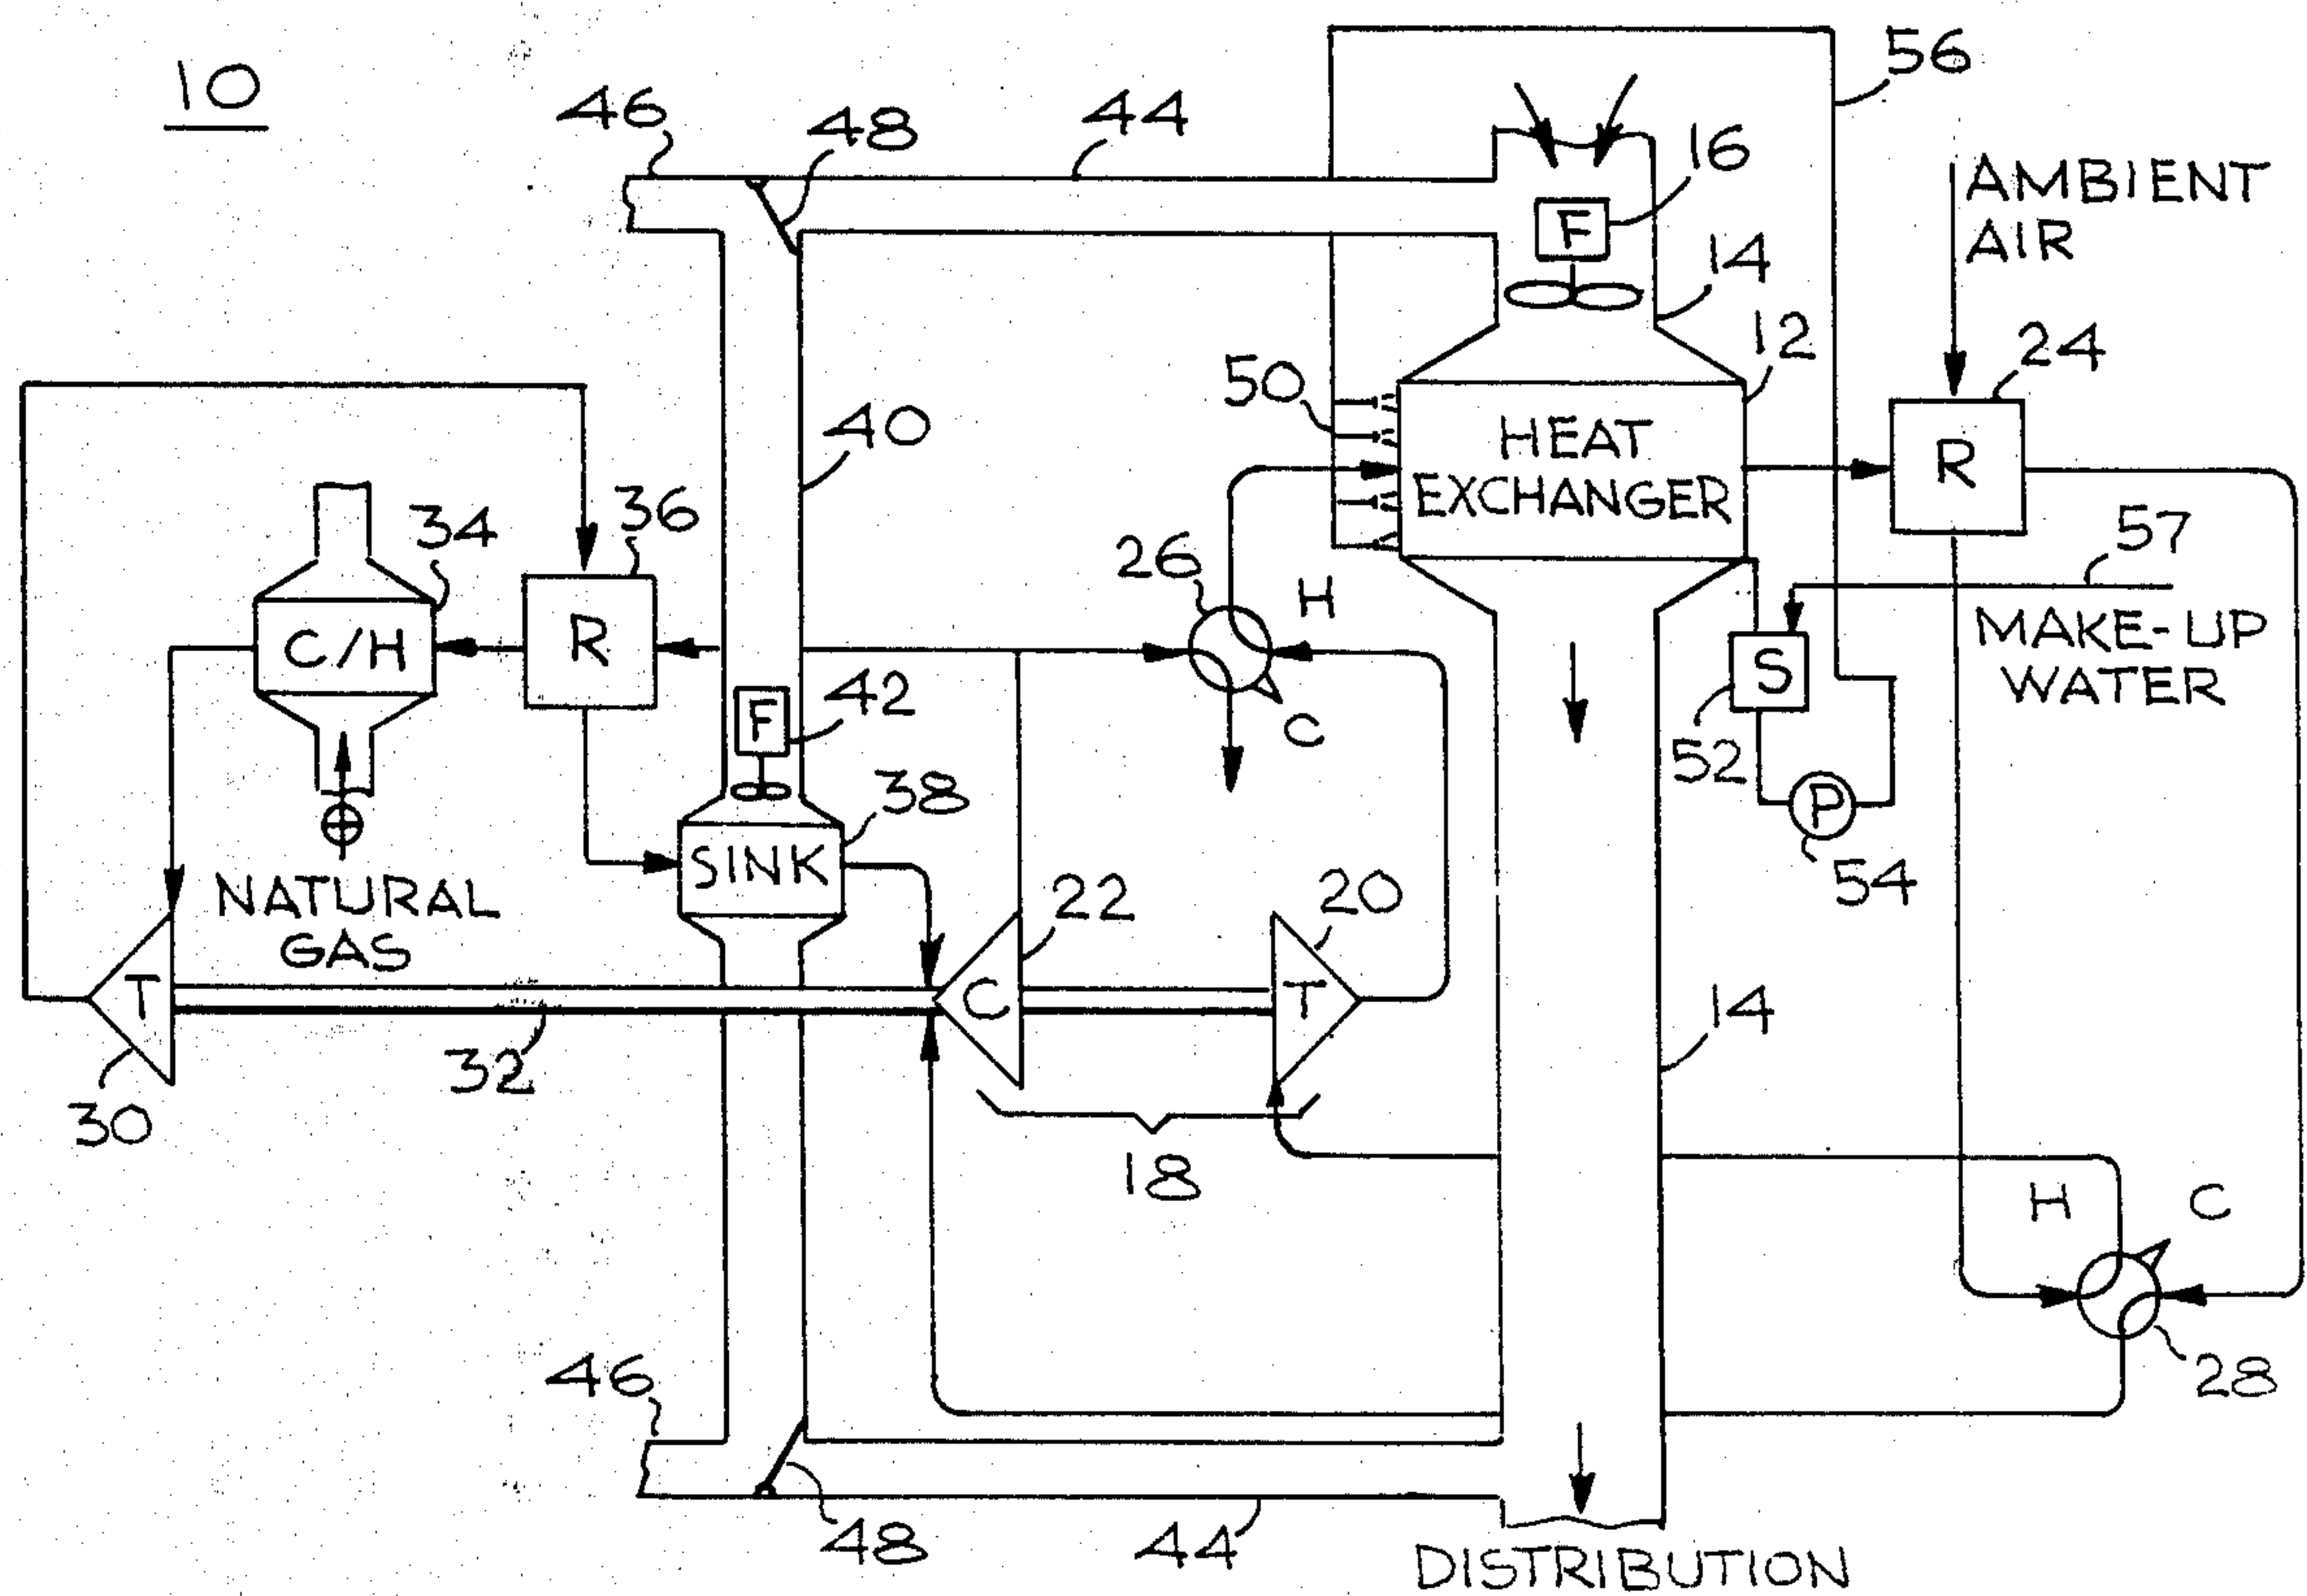 10
46
48
44
16
F
56
AMBIENT
AIR
14
12
24
50
HEAT
EXCHANGER
R
40
34
36
26
H
57
C/H
R
MAKE-UP
WATER
S
F
42
C
52
P
54
38
SINK
NATURAL
GAS
22
20
T
C
T
14
32
30
18
H
C
28
46
48
44
DISTRIBUTION